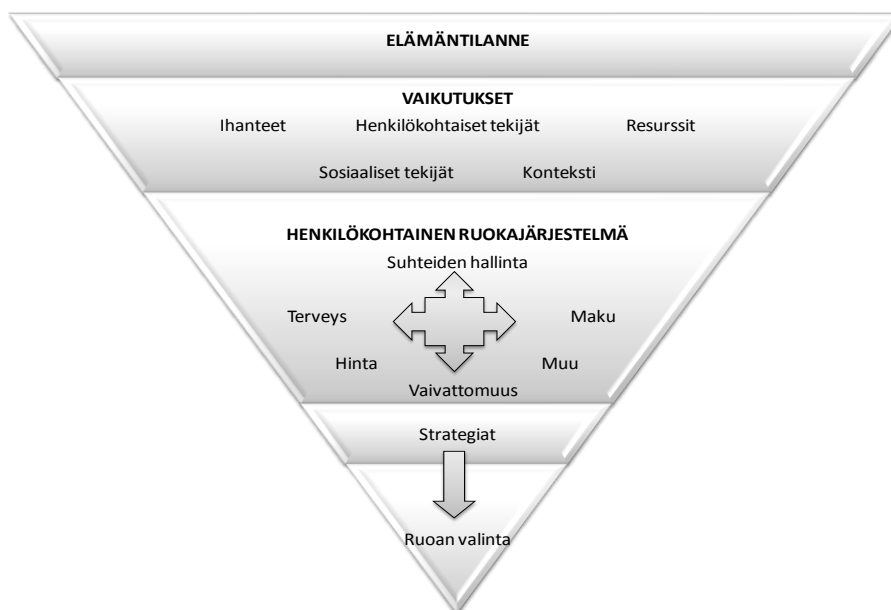 ELÄMÄNTILANNE
VAIKUTUKSET
Ihanteet Henkilökohtaiset tekijät Resurssit
Sosiaaliset tekijät Konteksti
HENKILÖKOHTAINEN RUOKAJÄRJESTELMÄ
Suhteiden hallinta
Terveys Maku
Hinta Muu
Vaivattomuus
Strategiat
Ruoan valinta